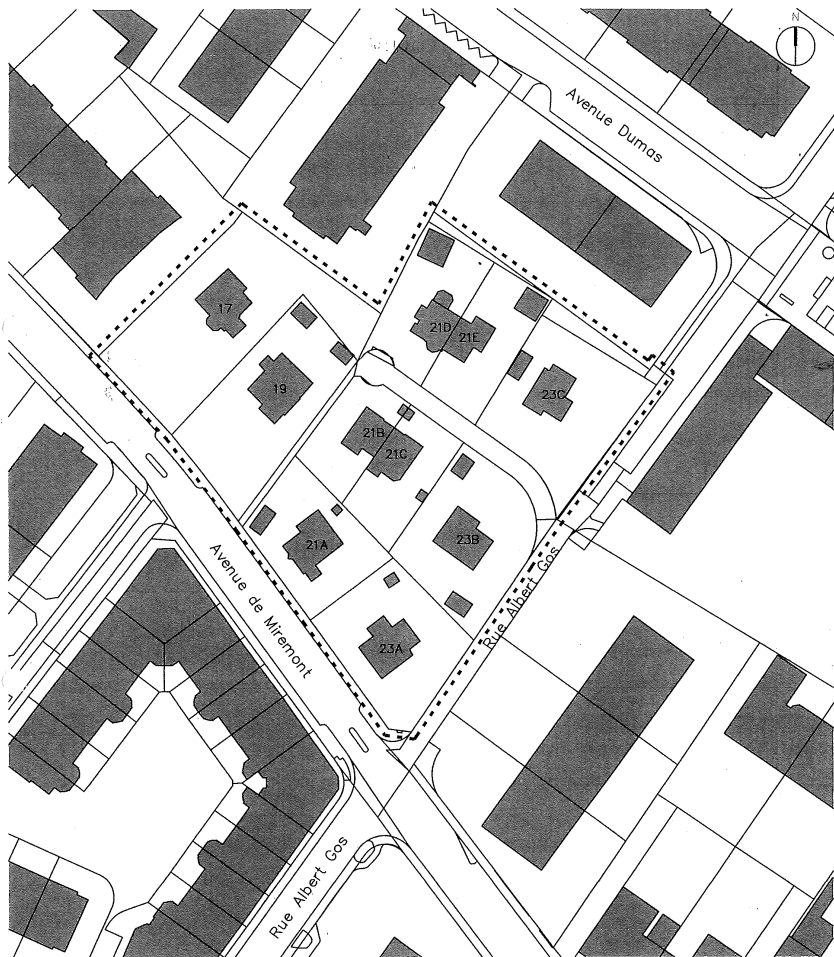 N
Avenue Dumas
17
21D
21E
19
23C
21B
21C
21A
23B
Avenue de Miremont
Rue Albert Gos
23A
Rue Albert Gos